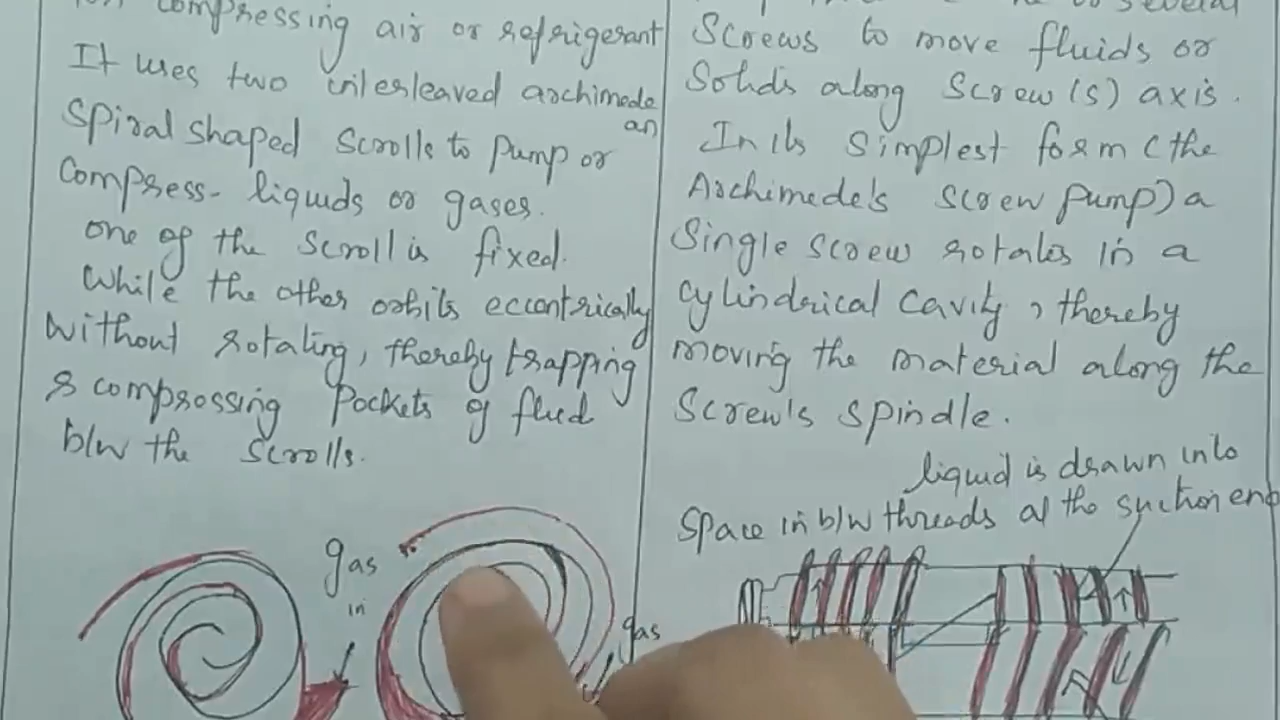 compressing air or refrigerant
It uses two interleaved archimede
an
spiral shaped scrolls to pump or
compress liquids or gases.
one of the scroll is fixed.
While the other orbits eccentrically
without rotating, thereby trapping
& compressing pockets of fluid
b/w the scrolls.
gas
in
gas
several
screws to move fluids or
solids along screw(s) axis.
In its simplest form (the
Archimede's screw pump) a
single screw rotates in a
cylindrical cavity, thereby
moving the material along the
screw's spindle.
liquid is drawn into
space in b/w threads at the suction end